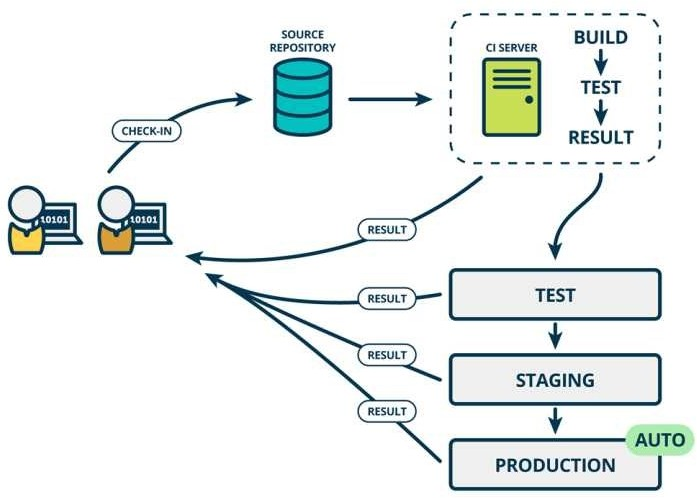 SOURCE
REPOSITORY
CI SERVER
BUILD
TEST
RESULT
CHECK-IN
10101
10101
RESULT
RESULT
TEST
RESULT
STAGING
RESULT
AUTO
PRODUCTION